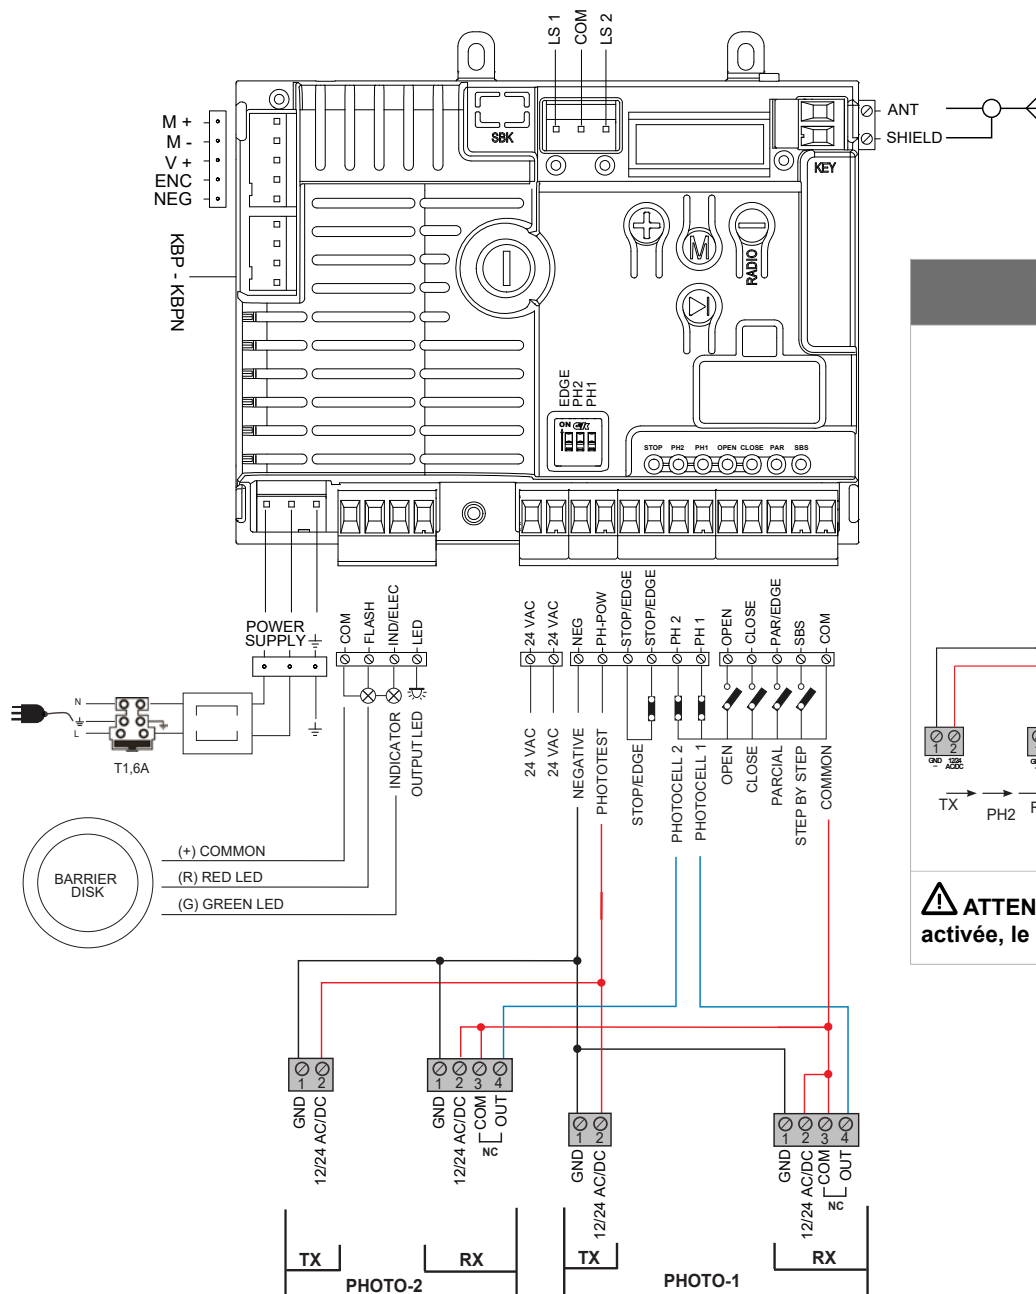 LS 1
COM
LS 2
M +
M -
V +
ENC
NEG
KBP - KBPN
SBK
ANT
SHIELD
KEY
M
RADIO
EDGE
PH2
PH1
ON
STOP PH2 PH1 OPEN CLOSE PAR SBS
POWER
SUPPLY
COM
FLASH
IND/ELEC
LED
24 VAC
24 VAC
NEG
PH-POW
STOP/EDGE
STOP/EDGE
PH 2
PH 1
OPEN
CLOSE
PAR/EDGE
SBS
COM
N
L
T1,6A
INDICATOR
OUTPUT LED
24 VAC
24 VAC
NEGATIVE
PHOTOTEST
STOP/EDGE
PHOTOCELL 2
PHOTOCELL 1
OPEN
CLOSE
PARCIAL
STEP BY STEP
COMMON
BARRIER
DISK
(+) COMMON
(R) RED LED
(G) GREEN LED
1 2
GND
-
12/24
AC/DC
TX
PH2
ATTEN
activée, le
1 2
GND
12/24 AC/DC
1 2 3 4
GND
12/24 AC/DC
COM
OUT
NC
1 2
GND
12/24 AC/DC
1 2 3 4
GND
12/24 AC/DC
COM
OUT
NC
TX
RX
PHOTO-2
TX
RX
PHOTO-1